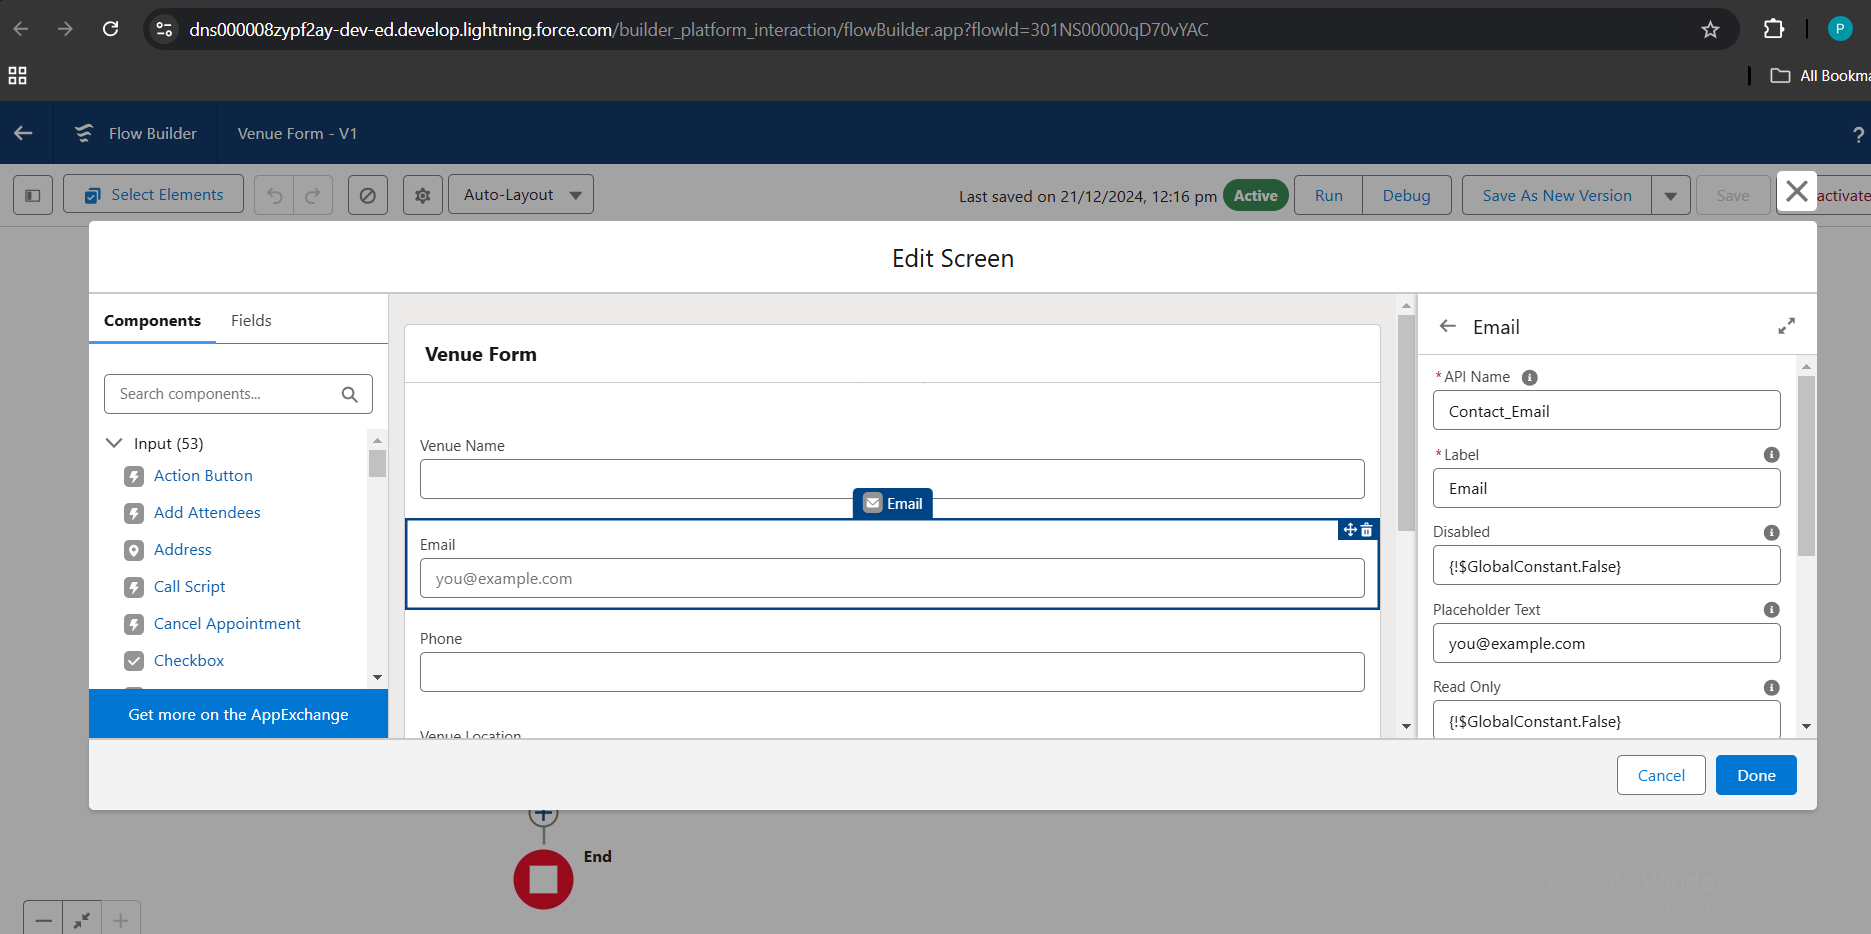 dns000008zypf2ay-dev-ed.develop.lightning.force.com/builder_platform_interaction/flowBuilder.app?flowId=301NS00000qD70vYAC
P
All Bookma
Flow Builder
Venue Form - V1
?
Select Elements
Auto-Layout
Last saved on 21/12/2024, 12:16 pm
Active
Run
Debug
Save As New Version
Save
activate
Edit Screen
Components
Fields
Search components...
Input (53)
Action Button
Add Attendees
Address
Call Script
Cancel Appointment
Checkbox
Get more on the AppExchange
Venue Form
Venue Name
Email
Email
you@example.com
Phone
Venue Location
Email
*API Name
Contact_Email
*Label
Email
Disabled
{!$GlobalConstant.False}
Placeholder Text
you@example.com
Read Only
{!$GlobalConstant.False}
Cancel
Done
End
Activate Windows